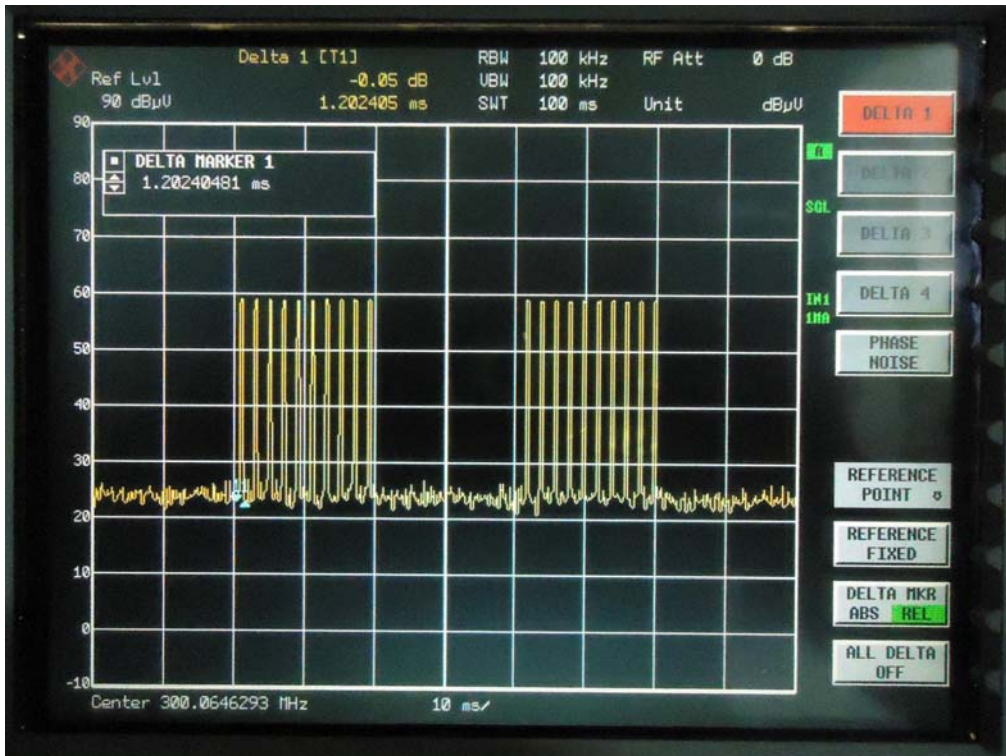 Delta 1 [T1] RBW 100 kHz RF Att 0 dB
Ref Lvl -0.05 dB VBW 100 kHz
90 dBµV 1.202405 ms SWT 100 ms Unit dBµV
DELTA 1
90
DELTA MARKER 1
1.20240481 ms
A
DELTA 2
80
SGL
70
DELTA 3
60
IN1
1MA
DELTA 4
50
PHASE
NOISE
40
30
REFERENCE
POINT
20
REFERENCE
FIXED
10
DELTA MKR
ABS REL
0
ALL DELTA
OFF
-10
Center 300.0646293 MHz 10 ms/